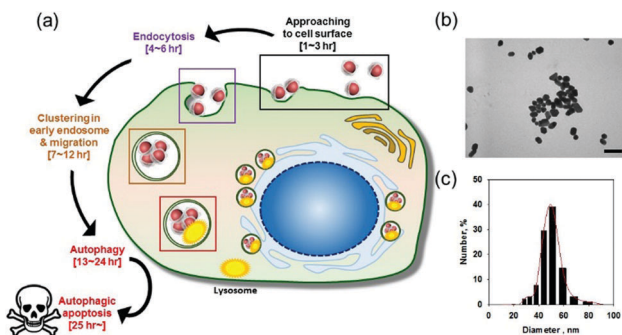 (a)
Approaching
to cell surface
[1~3 hr]
Endocytosis
[4~6 hr]
Clustering in
early endosome
& migration
[7~12 hr]
Autophagy
[13~24 hr]
Autophagic
apoptosis
[25 hr~]
Lysosome
(b)
(c)
Number, %
50
40
30
20
10
0
0 20 40 60 80 100
Diameter, nm